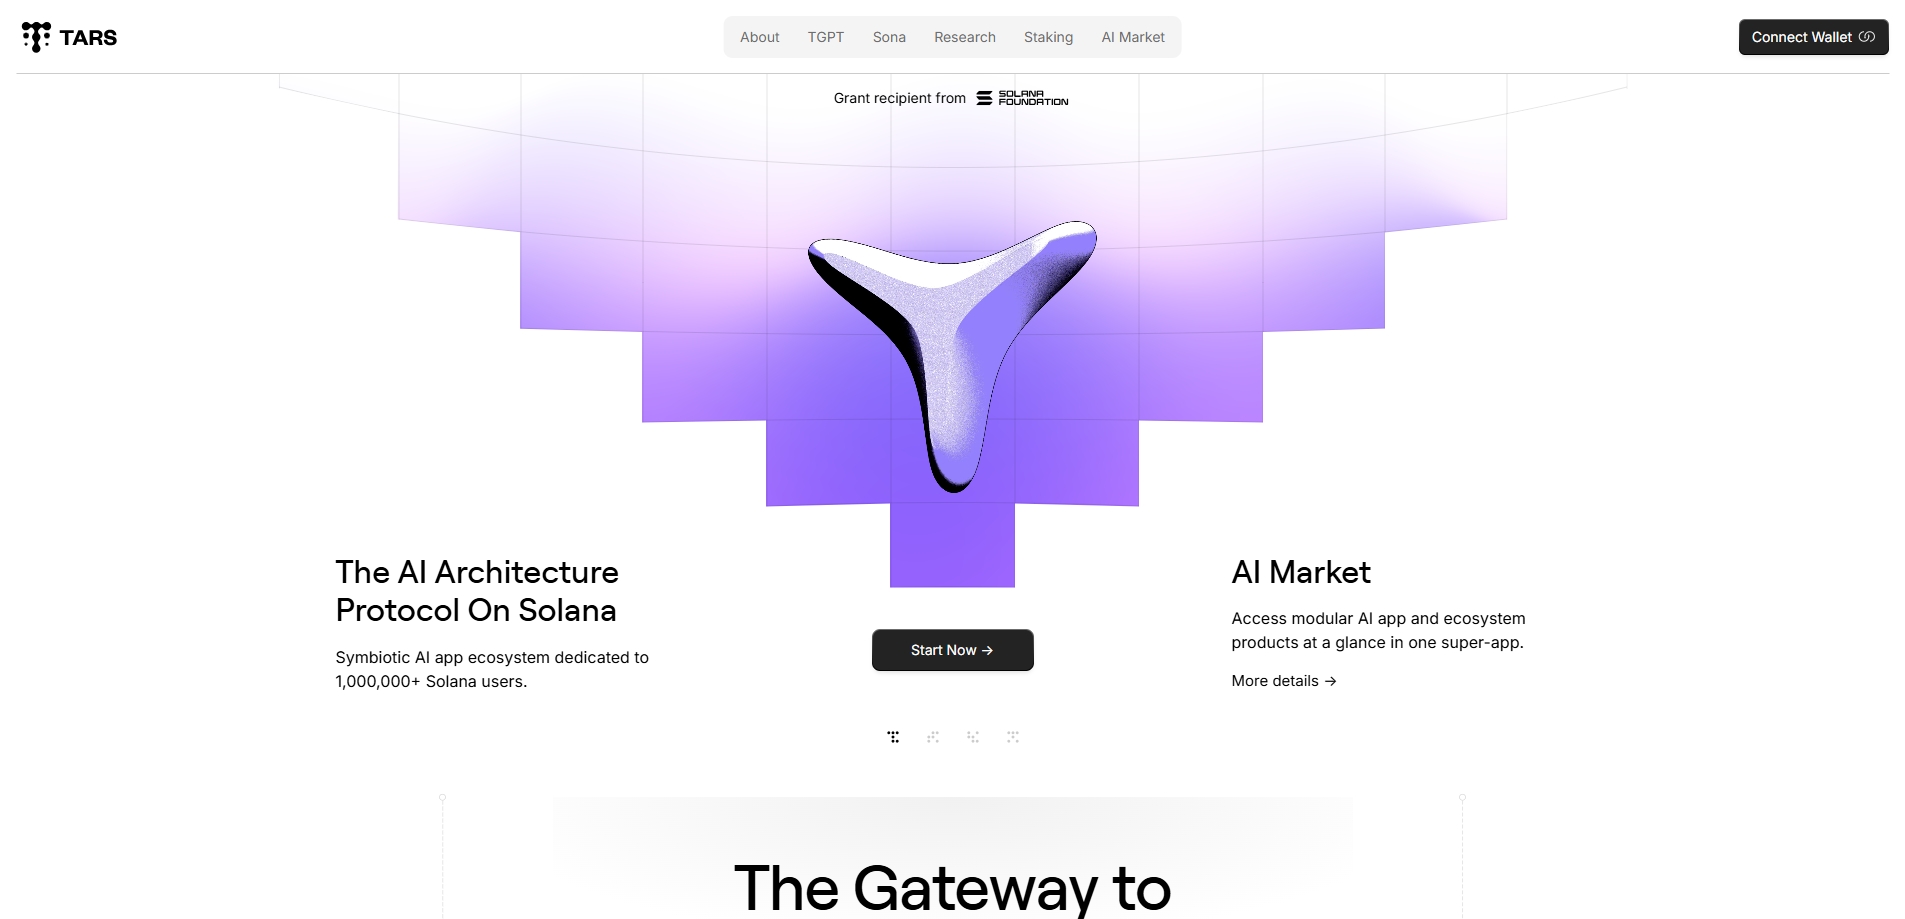 TARS
About
TGPT
Sona
Research
Staking
AI Market
Connect Wallet
Grant recipient from
SOLANA
FOUNDATION
The AI Architecture
Protocol On Solana
Symbiotic AI app ecosystem dedicated to
1,000,000+ Solana users.
Start Now →
AI Market
Access modular AI app and ecosystem
products at a glance in one super-app.
More details →
The Gateway to